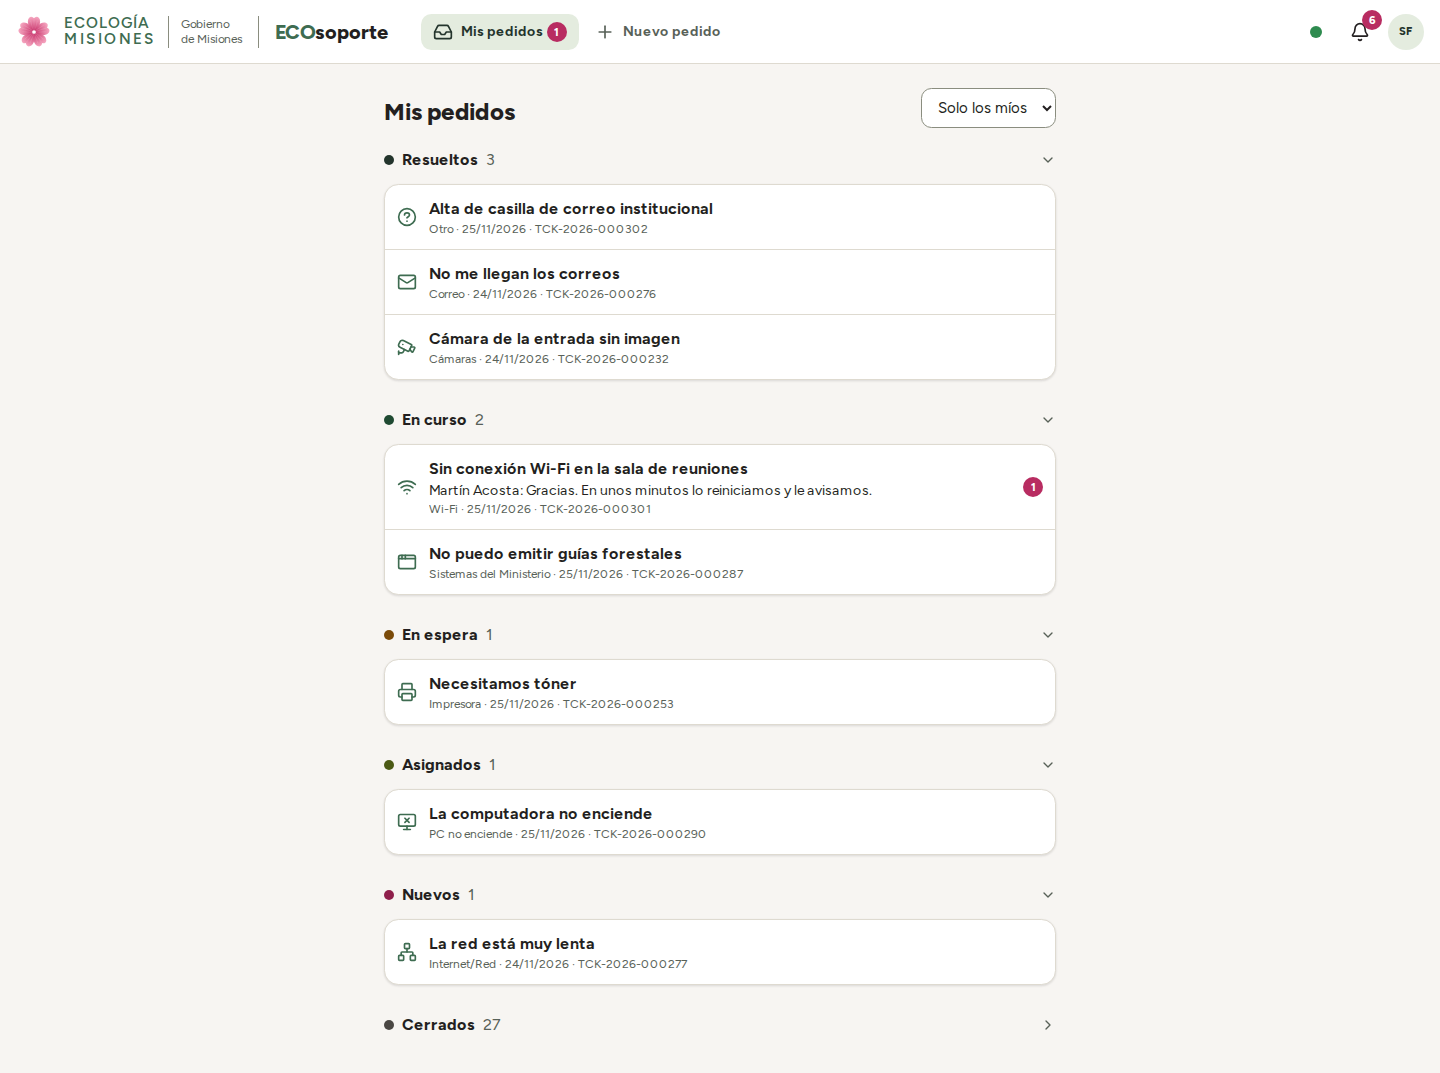 ECOLOGÍA
MISIONES
Gobierno
de Misiones
ECOsoporte
Mis pedidos 1
Nuevo pedido
6
SF
Mis pedidos
Solo los míos
Resueltos 3
Alta de casilla de correo institucional
Otro · 25/11/2026 · TCK-2026-000302
No me llegan los correos
Correo · 24/11/2026 · TCK-2026-000276
Cámara de la entrada sin imagen
Cámaras · 24/11/2026 · TCK-2026-000232
En curso 2
Sin conexión Wi-Fi en la sala de reuniones
Martín Acosta: Gracias. En unos minutos lo reiniciamos y le avisamos.
1
Wi-Fi · 25/11/2026 · TCK-2026-000301
No puedo emitir guías forestales
Sistemas del Ministerio · 25/11/2026 · TCK-2026-000287
En espera 1
Necesitamos tóner
Impresora · 25/11/2026 · TCK-2026-000253
Asignados 1
La computadora no enciende
PC no enciende · 25/11/2026 · TCK-2026-000290
Nuevos 1
La red está muy lenta
Internet/Red · 24/11/2026 · TCK-2026-000277
Cerrados 27